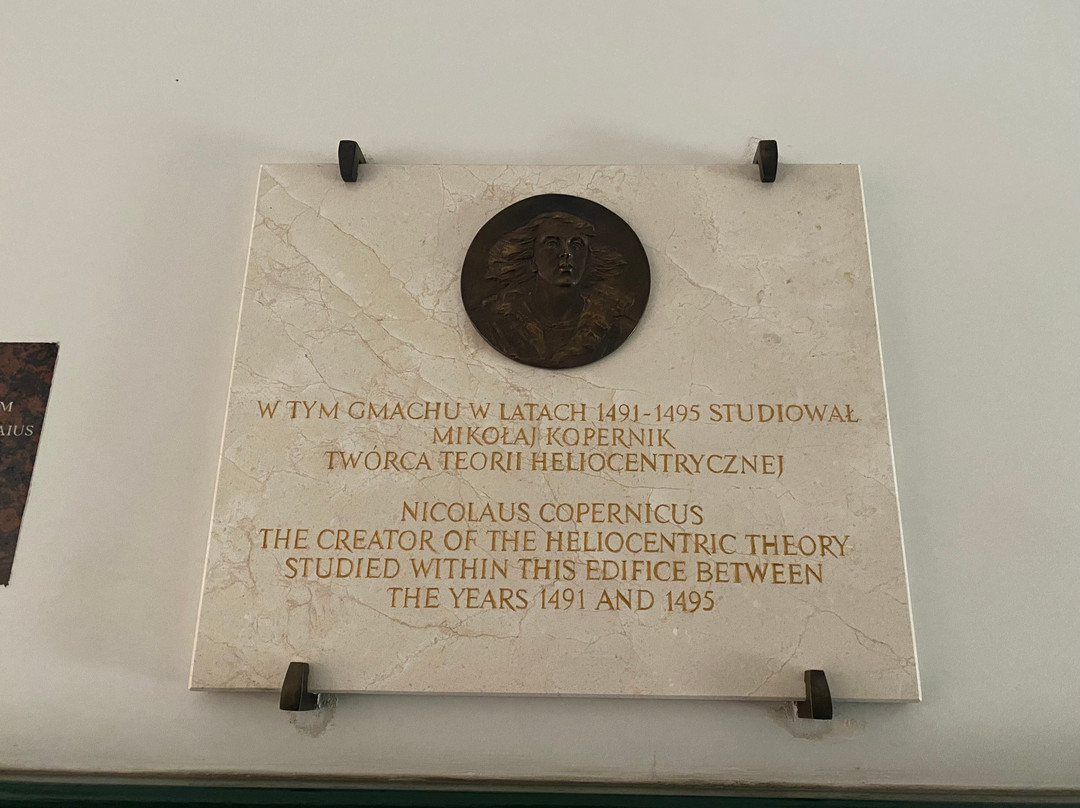 W TYM GMACHU W LATACH 1491-1495 STUDIOWAŁ
MIKOŁAJ KOPERNIK
TWÓRCA TEORII HELIOCENTRYCZNEJ
NICOLAUS COPERNICUS
THE CREATOR OF THE HELIOCENTRIC THEORY
STUDIED WITHIN THIS EDIFICE BETWEEN
THE YEARS 1491 AND 1495